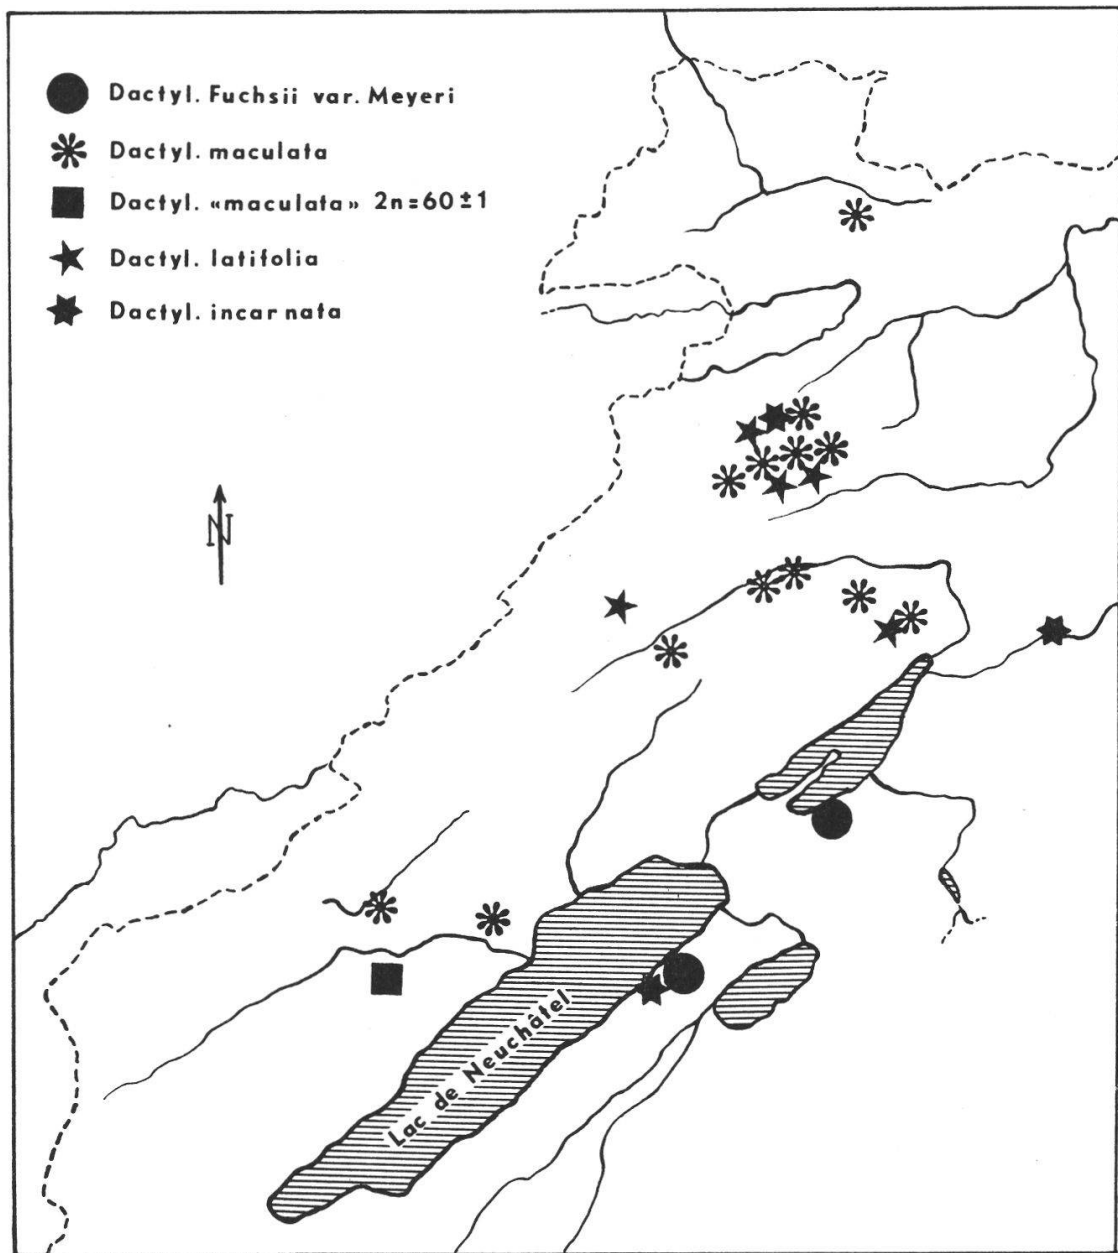 Dactyl. Fuchsii var. Meyeri
Dactyl. maculata
Dactyl. «maculata» 2n=60±1
Dactyl. latifolia
Dactyl. incarnata
N
Lac de Neuchâtel